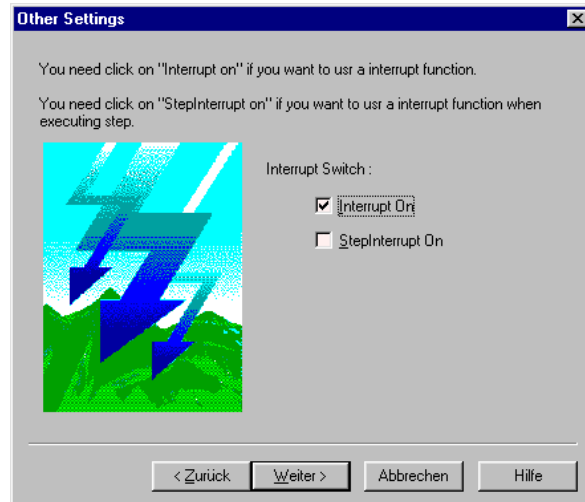 Other Settings
You need click on "Interrupt on" if you want to usr a interrupt function.
You need click on "StepInterrupt on" if you want to usr a interrupt function when
executing step.
Interrupt Switch :
Interrupt On
StepInterrupt On
< Zurück Weiter > Abbrechen Hilfe